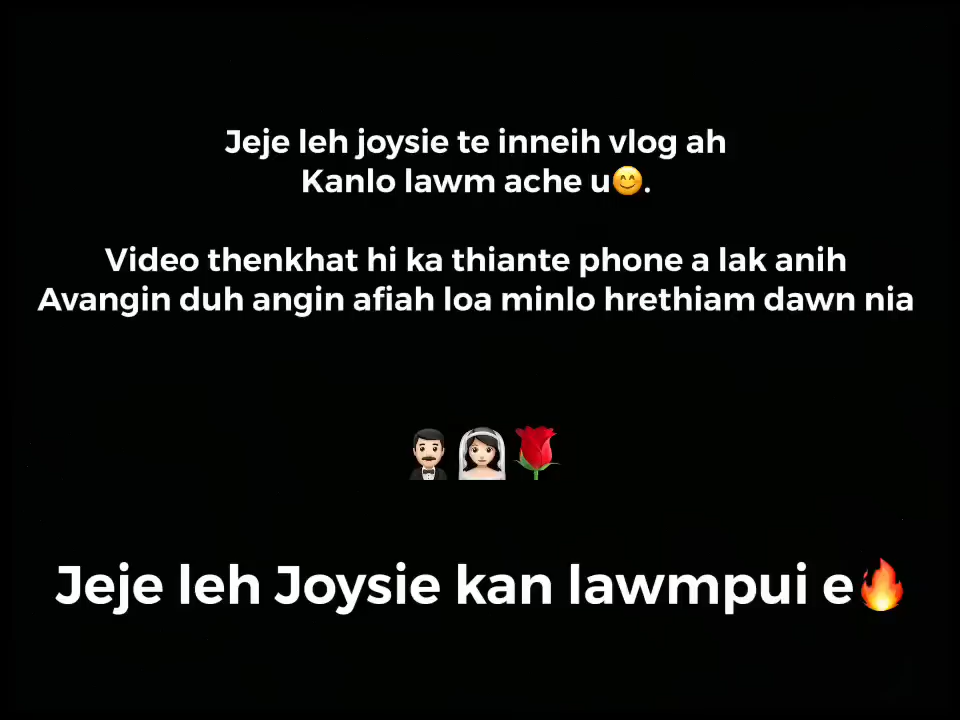 Jeje leh joysie te inneih vlog ah
Kanlo lawm ache u😊.
Video thenkhat hi ka thiante phone a lak anih
Avangin duh angin afiah loa minlo hrethiam dawn nia
🤵🏻👰🏻🌹
Jeje leh Joysie kan lawmpui e🔥